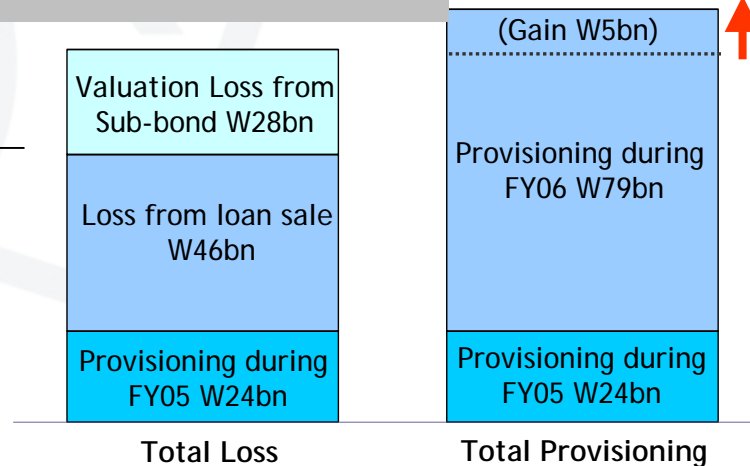 Valuation Loss from
Sub-bond W28bn
Loss from loan sale
W46bn
Provisioning during
FY05 W24bn
Total Loss
(Gain W5bn)
Provisioning during
FY06 W79bn
Provisioning during
FY05 W24bn
Total Provisioning